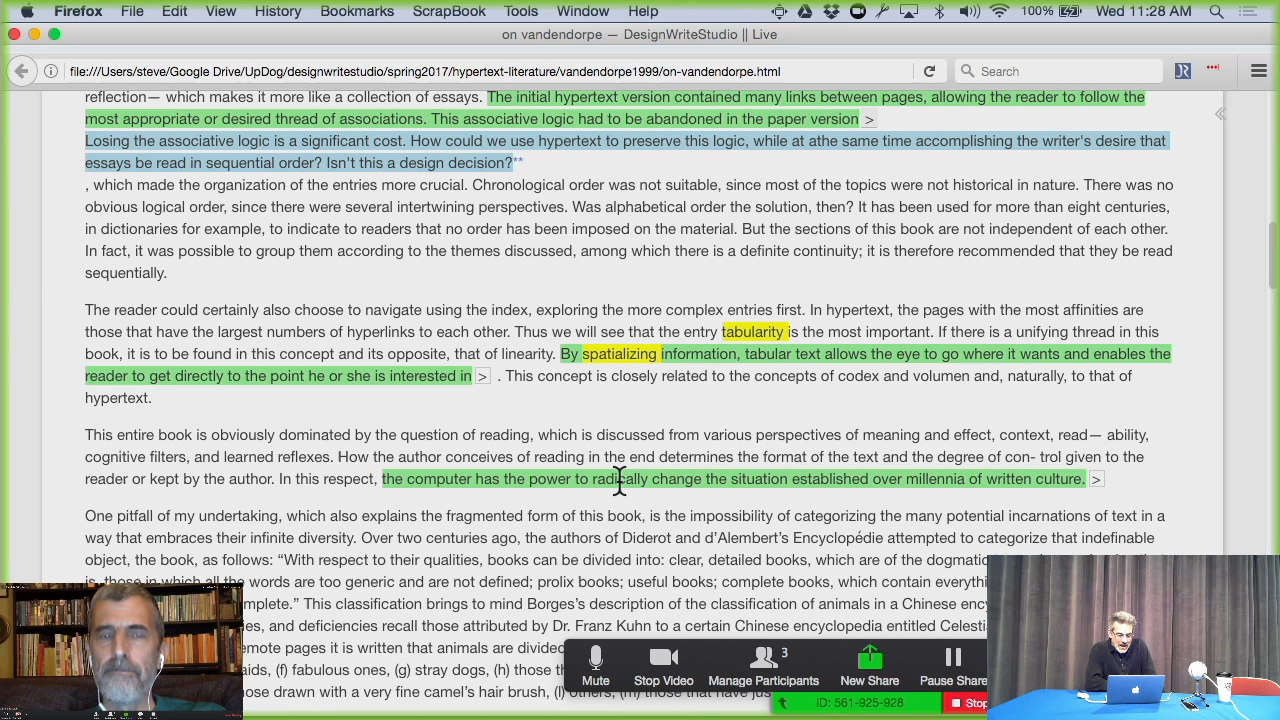 Firefox File Edit View History Bookmarks ScrapBook Tools Window Help 100% Wed 11:28 AM
on vandendorpe — DesignWriteStudio || Live
file:///Users/steve/Google Drive/UpDog/designwritestudio/spring2017/hypertext-literature/vandendorpe1999/on-vandendorpe.html Search
reflection— which makes it more like a collection of essays. The initial hypertext version contained many links between pages, allowing the reader to follow the
most appropriate or desired thread of associations. This associative logic had to be abandoned in the paper version >
Losing the associative logic is a significant cost. How could we use hypertext to preserve this logic, while at athe same time accomplishing the writer's desire that
essays be read in sequential order? Isn't this a design decision?**
, which made the organization of the entries more crucial. Chronological order was not suitable, since most of the topics were not historical in nature. There was no
obvious logical order, since there were several intertwining perspectives. Was alphabetical order the solution, then? It has been used for more than eight centuries,
in dictionaries for example, to indicate to readers that no order has been imposed on the material. But the sections of this book are not independent of each other.
In fact, it was possible to group them according to the themes discussed, among which there is a definite continuity; it is therefore recommended that they be read
sequentially.
The reader could certainly also choose to navigate using the index, exploring the more complex entries first. In hypertext, the pages with the most affinities are
those that have the largest numbers of hyperlinks to each other. Thus we will see that the entry tabularity is the most important. If there is a unifying thread in this
book, it is to be found in this concept and its opposite, that of linearity. By spatializing information, tabular text allows the eye to go where it wants and enables the
reader to get directly to the point he or she is interested in > . This concept is closely related to the concepts of codex and volumen and, naturally, to that of
hypertext.
This entire book is obviously dominated by the question of reading, which is discussed from various perspectives of meaning and effect, context, read— ability,
cognitive filters, and learned reflexes. How the author conceives of reading in the end determines the format of the text and the degree of con- trol given to the
reader or kept by the author. In this respect, the computer has the power to radically change the situation established over millennia of written culture. >
One pitfall of my undertaking, which also explains the fragmented form of this book, is the impossibility of categorizing the many potential incarnations of text in a
way that embraces their infinite diversity. Over two centuries ago, the authors of Diderot and d'Alembert's Encyclopédie attempted to categorize that indefinable
object, the book, as follows: “With respect to their qualities, books can be divided into: clear, detailed books, which are of the dogmatic
is, those in which all the words are too generic and are not defined; prolix books; useful books; complete books, which contain everything
mplete.” This classification brings to mind Borges's description of the classification of animals in a Chinese
es, and deficiencies recall those attributed by Dr. Franz Kuhn to a certain Chinese encyclopedia entitled
emote pages it is written that animals are divided
aids, (f) fabulous ones, (g) stray dogs, (h) those
ose drawn with a very fine camel's hair brush, (l) others, (m) those that have
Mute Stop Video Manage Participants 3 New Share Pause Share
ID: 561-925-928 Stop